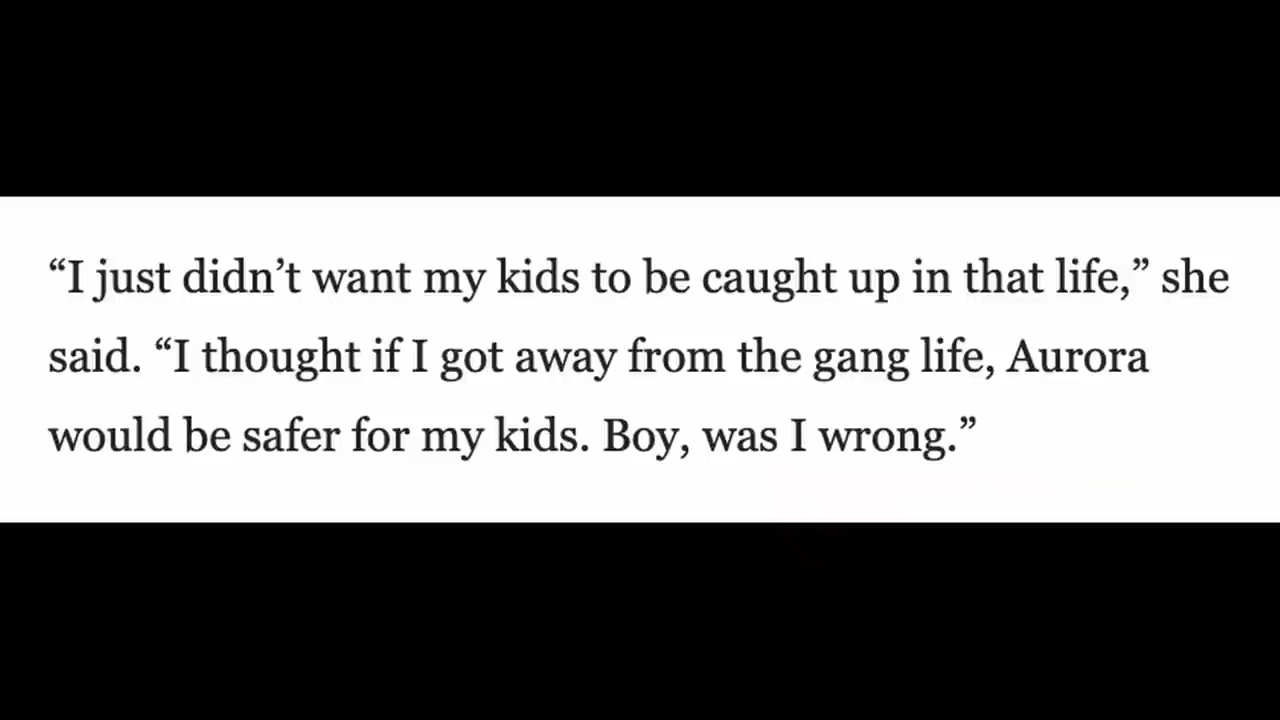 “I just didn’t want my kids to be caught up in that life,” she
said. “I thought if I got away from the gang life, Aurora
would be safer for my kids. Boy, was I wrong.”